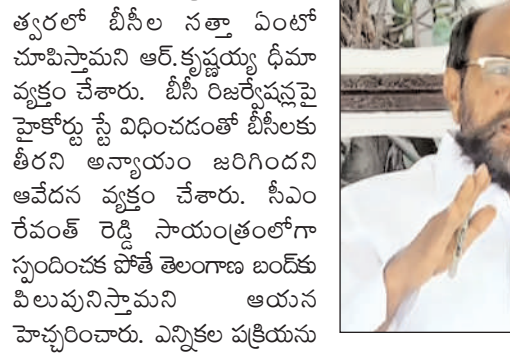 త్వరలో బీసీల సత్తా ఏంటో
చూపిస్తామని ఆర్.కృష్ణయ్య ధీమా
వ్యక్తం చేశారు. బీసీ రిజర్వేషన్లపై
హైకోర్టు స్టే విధించడంతో బీసీలకు
తీరని అన్యాయం జరిగిందని
ఆవేదన వ్యక్తం చేశారు. సీఎం
రేవంత్ రెడ్డి సాయంత్రంలోగా
స్పందించక పోతే తెలంగాణ బంద్‌కు
పిలువునిస్తామని ఆయన
హెచ్చరించారు. ఎన్నికల పక్రియను